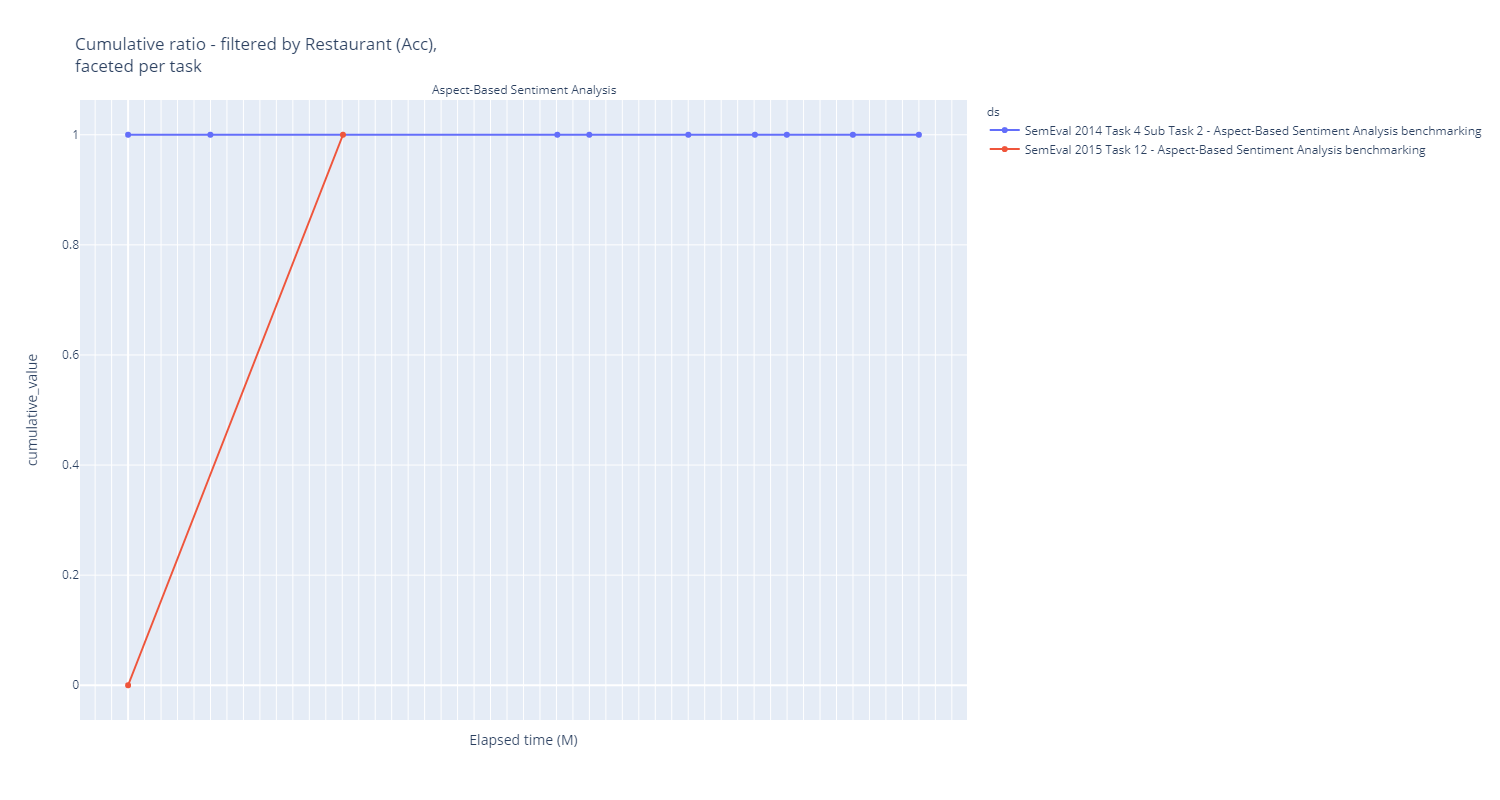 Cumulative ratio - filtered by Restaurant (Acc),
faceted per task
Aspect-Based Sentiment Analysis
ds
SemEval 2014 Task 4 Sub Task 2 - Aspect-Based Sentiment Analysis benchmarking
SemEval 2015 Task 12 - Aspect-Based Sentiment Analysis benchmarking
1
0.8
0.6
0.4
0.2
0
cumulative_value
Elapsed time (M)